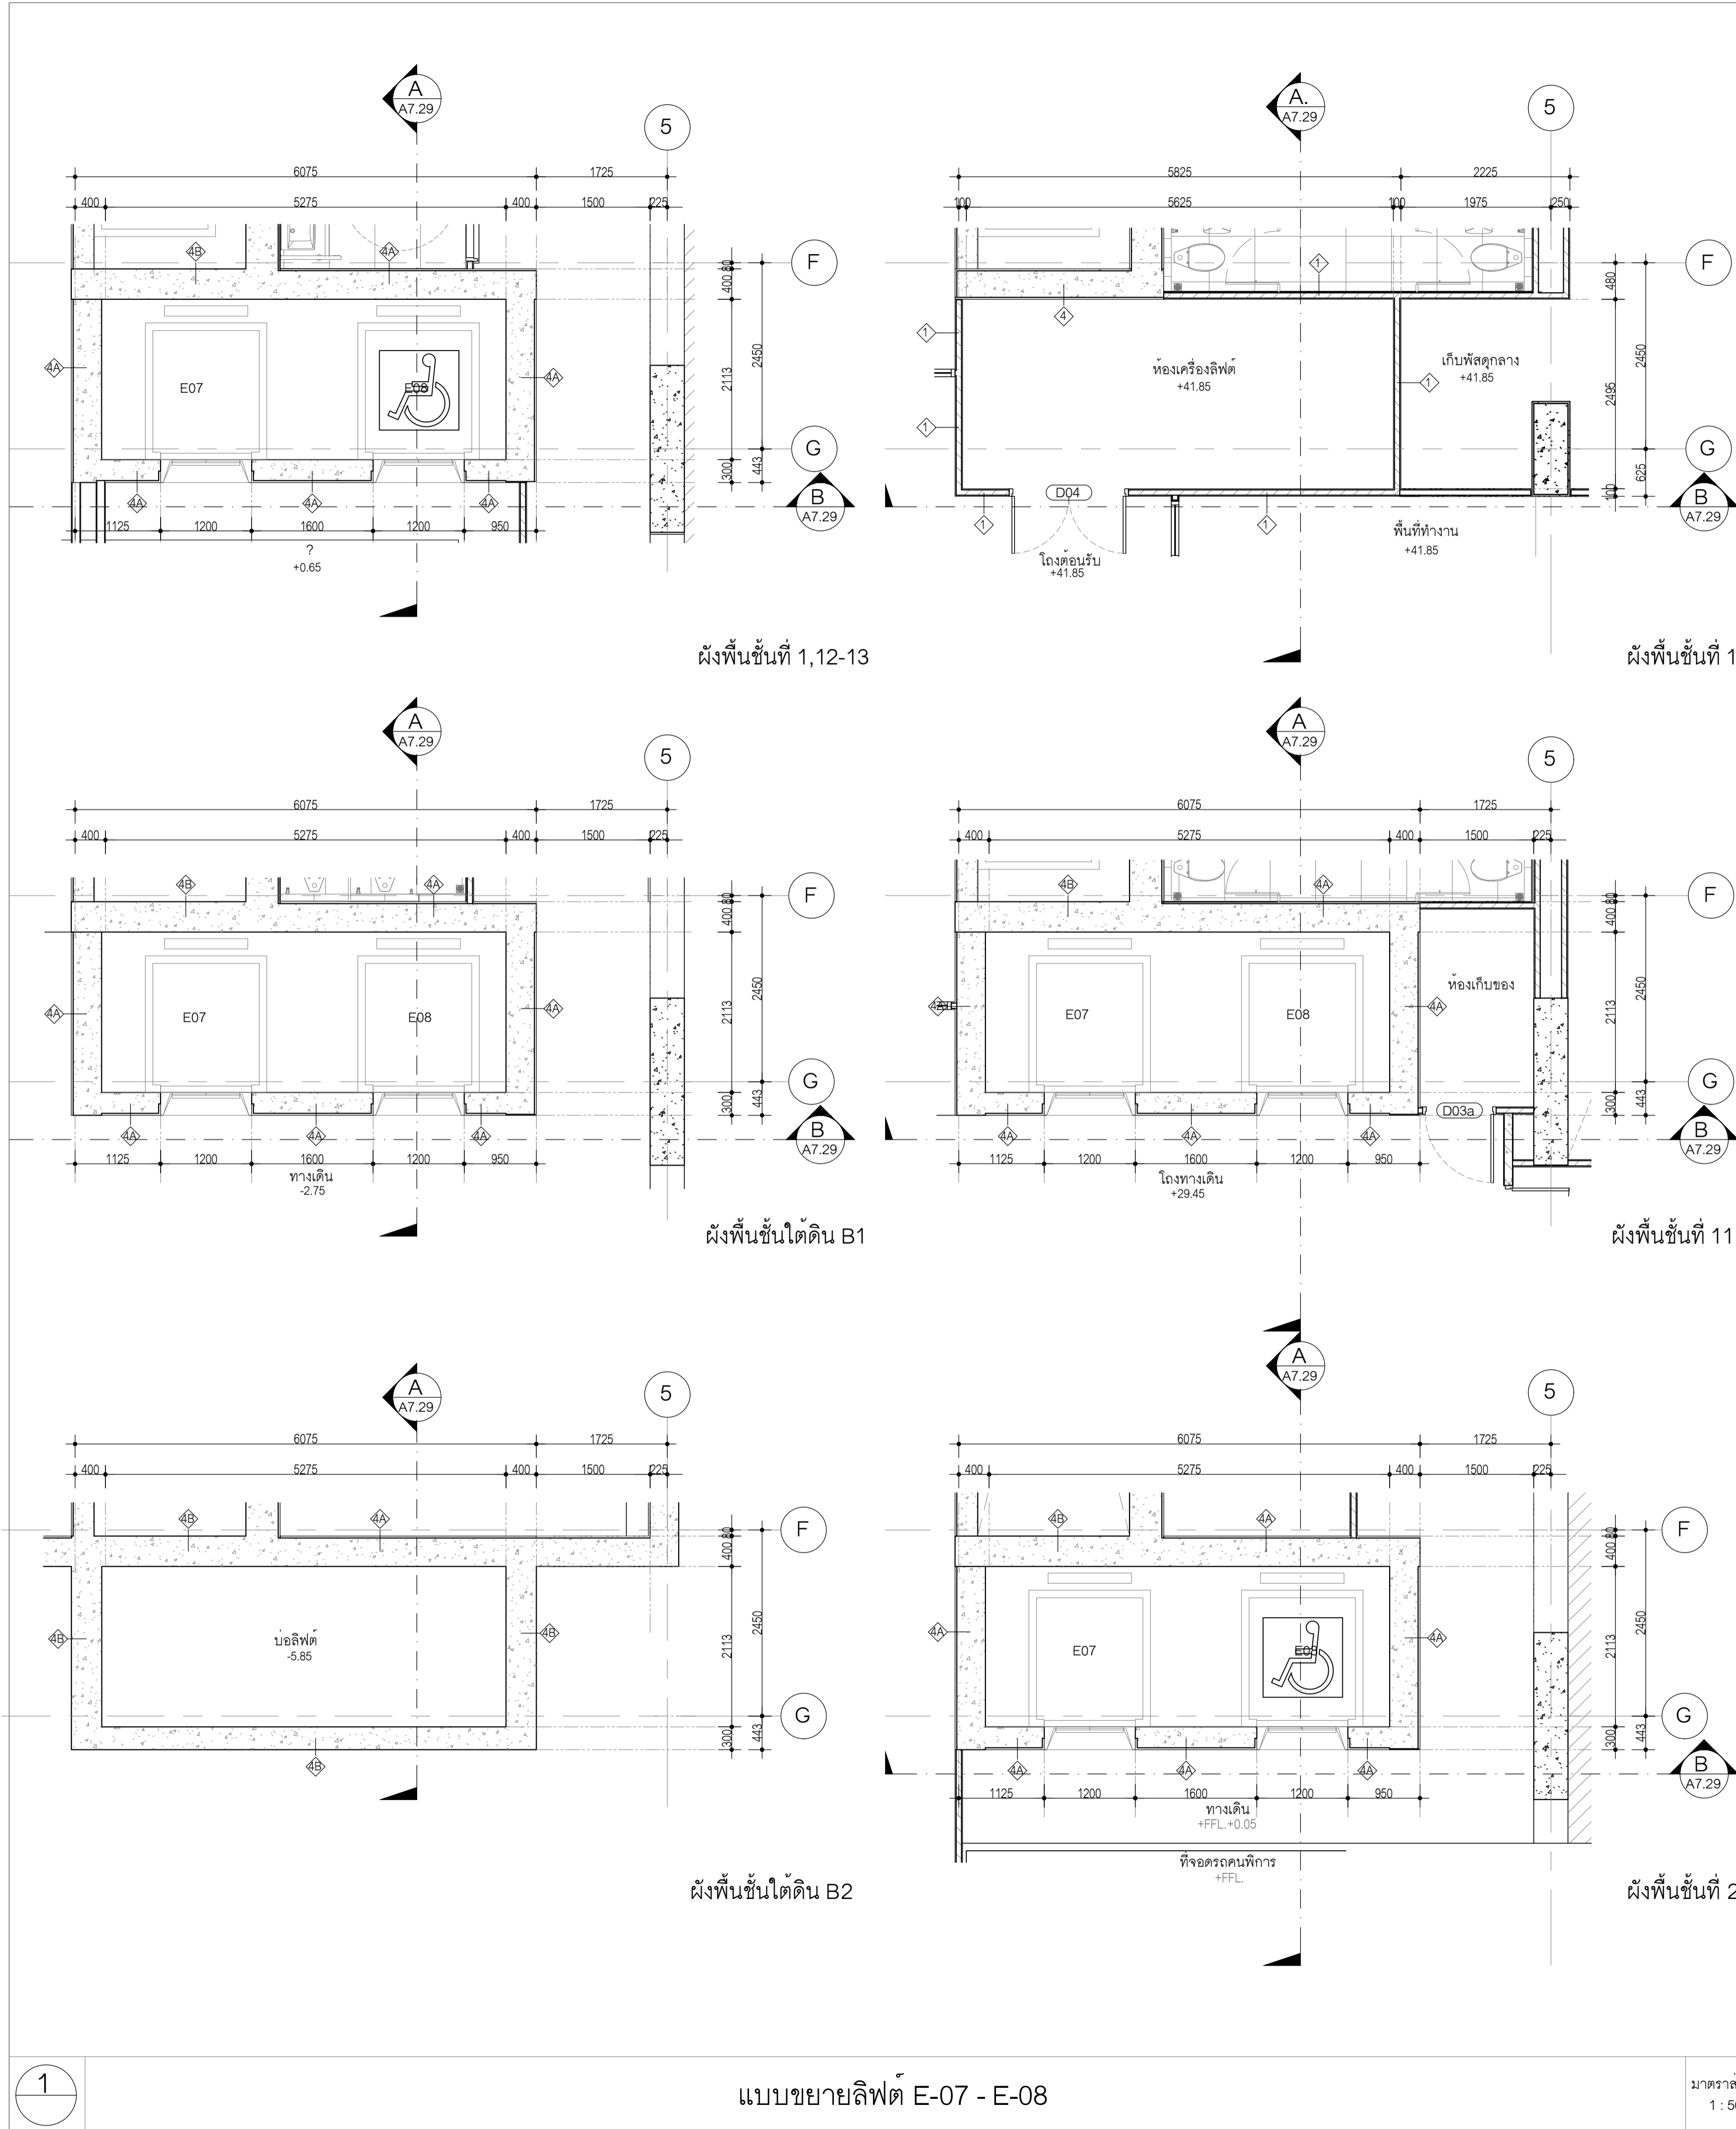 A
A7.29
5
6075
1725
400
5275
400
1500
225
4B
4A
F
400 80
E07
E08
4A
4A
2113
2450
G
300
443
4A
4A
4A
B
A7.29
1125
1200
1600
1200
950
?
+0.65
ผังพื้นชั้นที่ 1,12-13
A.
A7.29
5
5825
2225
100
5625
100
1975
250
F
1
480
4
1
ห้องเครื่องลิฟต์
+41.85
เก็บพัสดุกลาง
+41.85
1
2450
2495
1
G
625
100
D04
1
1
B
A7.29
พื้นที่ทำงาน
+41.85
โถงต้อนรับ
+41.85
ผังพื้นชั้นที่ 1
A
A7.29
5
6075
1725
400
5275
400
1500
225
4B
4A
F
400 80
E07
E08
4A
4A
2113
2450
G
300
443
4A
4A
4A
B
A7.29
1125
1200
1600
1200
950
ทางเดิน
-2.75
ผังพื้นชั้นใต้ดิน B1
A
A7.29
5
6075
1725
400
5275
400
1500
225
4B
4A
F
400 80
ห้องเก็บของ
4A
E07
E08
4A
2113
2450
G
300
443
D03a
4A
4A
4A
B
A7.29
1125
1200
1600
1200
950
โถงทางเดิน
+29.45
ผังพื้นชั้นที่ 11
A
A7.29
5
6075
1725
400
5275
400
1500
225
4B
4A
F
400 80
4B
บ่อลิฟต์
-5.85
4B
2113
2450
G
300
443
4B
ผังพื้นชั้นใต้ดิน B2
A
A7.29
5
6075
1725
400
5275
400
1500
225
4B
4A
F
400 80
4A
E07
E08
4A
2113
2450
G
300
443
4A
4A
4A
B
A7.29
1125
1200
1600
1200
950
ทางเดิน
+FFL.+0.05
ที่จอดรถคนพิการ
+FFL.
ผังพื้นชั้นที่ 2
1
แบบขยายลิฟต์ E-07 - E-08
1 : 5